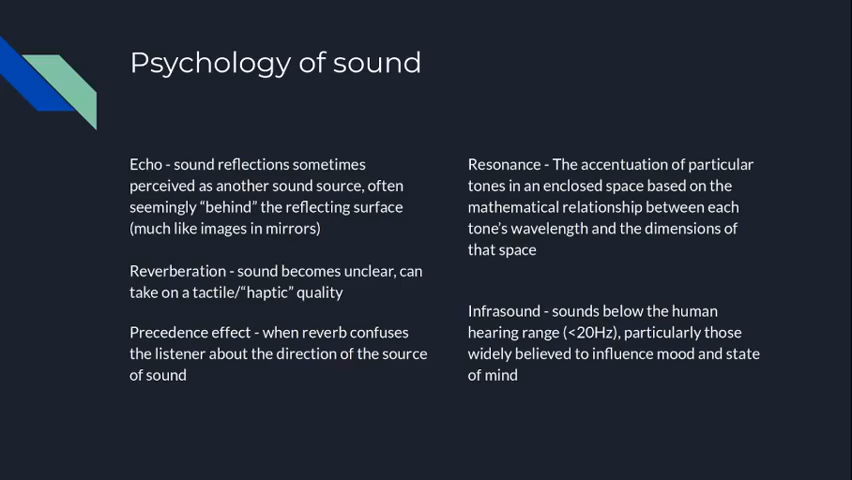 Psychology of sound
Echo - sound reflections sometimes
perceived as another sound source, often
seemingly “behind” the reflecting surface
(much like images in mirrors)
Reverberation - sound becomes unclear, can
take on a tactile/“haptic” quality
Precedence effect - when reverb confuses
the listener about the direction of the source
of sound
Resonance - The accentuation of particular
tones in an enclosed space based on the
mathematical relationship between each
tone’s wavelength and the dimensions of
that space
Infrasound - sounds below the human
hearing range (<20Hz), particularly those
widely believed to influence mood and state
of mind